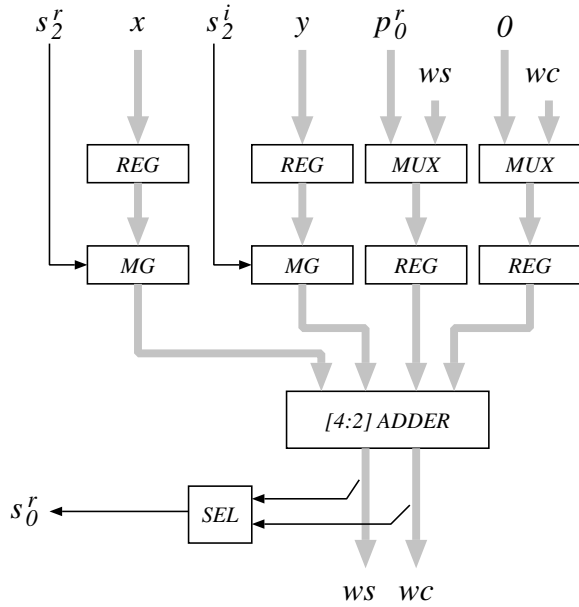 s_2^r x s_2^i y p_0^r 0
ws wc
REG REG MUX MUX
MG MG REG REG
[4:2] ADDER
s_0^r SEL
ws wc